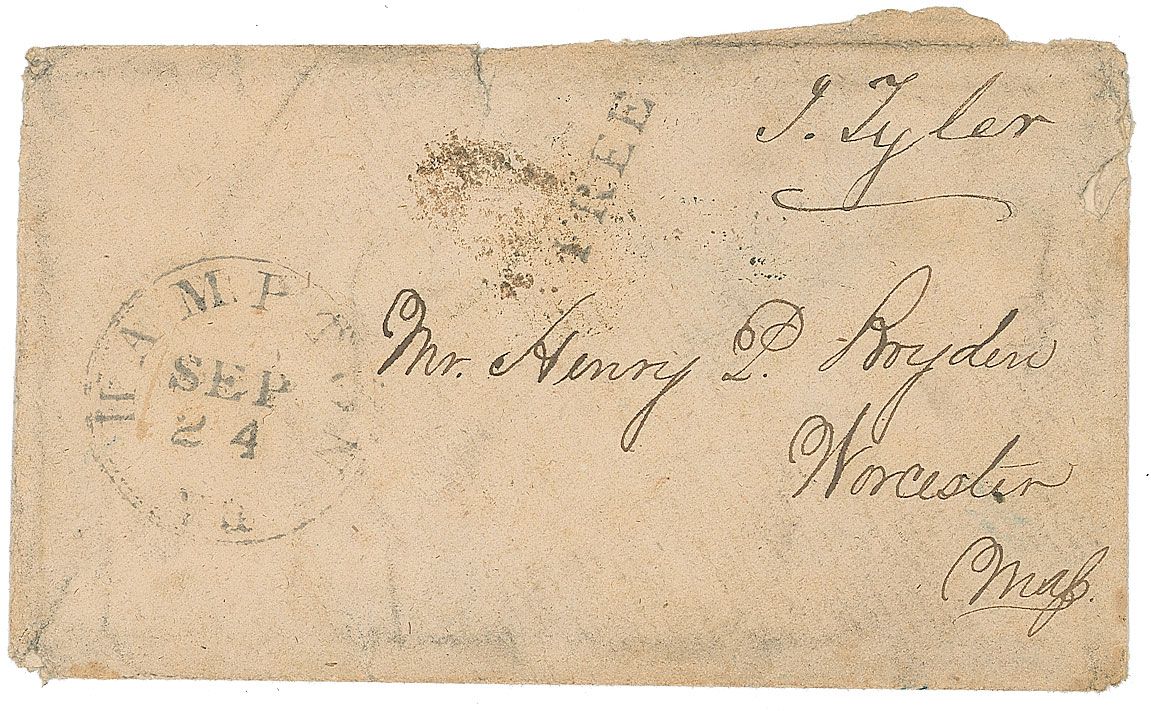 J. Tyler
FREE
HAMPTON
SEP
24
Mr. Henry P. Boyden
Worcester
Mass.